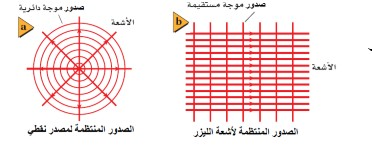 صدور موجة دائرية
a
الأشعة
الصدور المنتظمة لمصدر نقطي
صدور موجة مستقيمة
b
الأشعة
الصدور المنتظمة لأشعة الليزر